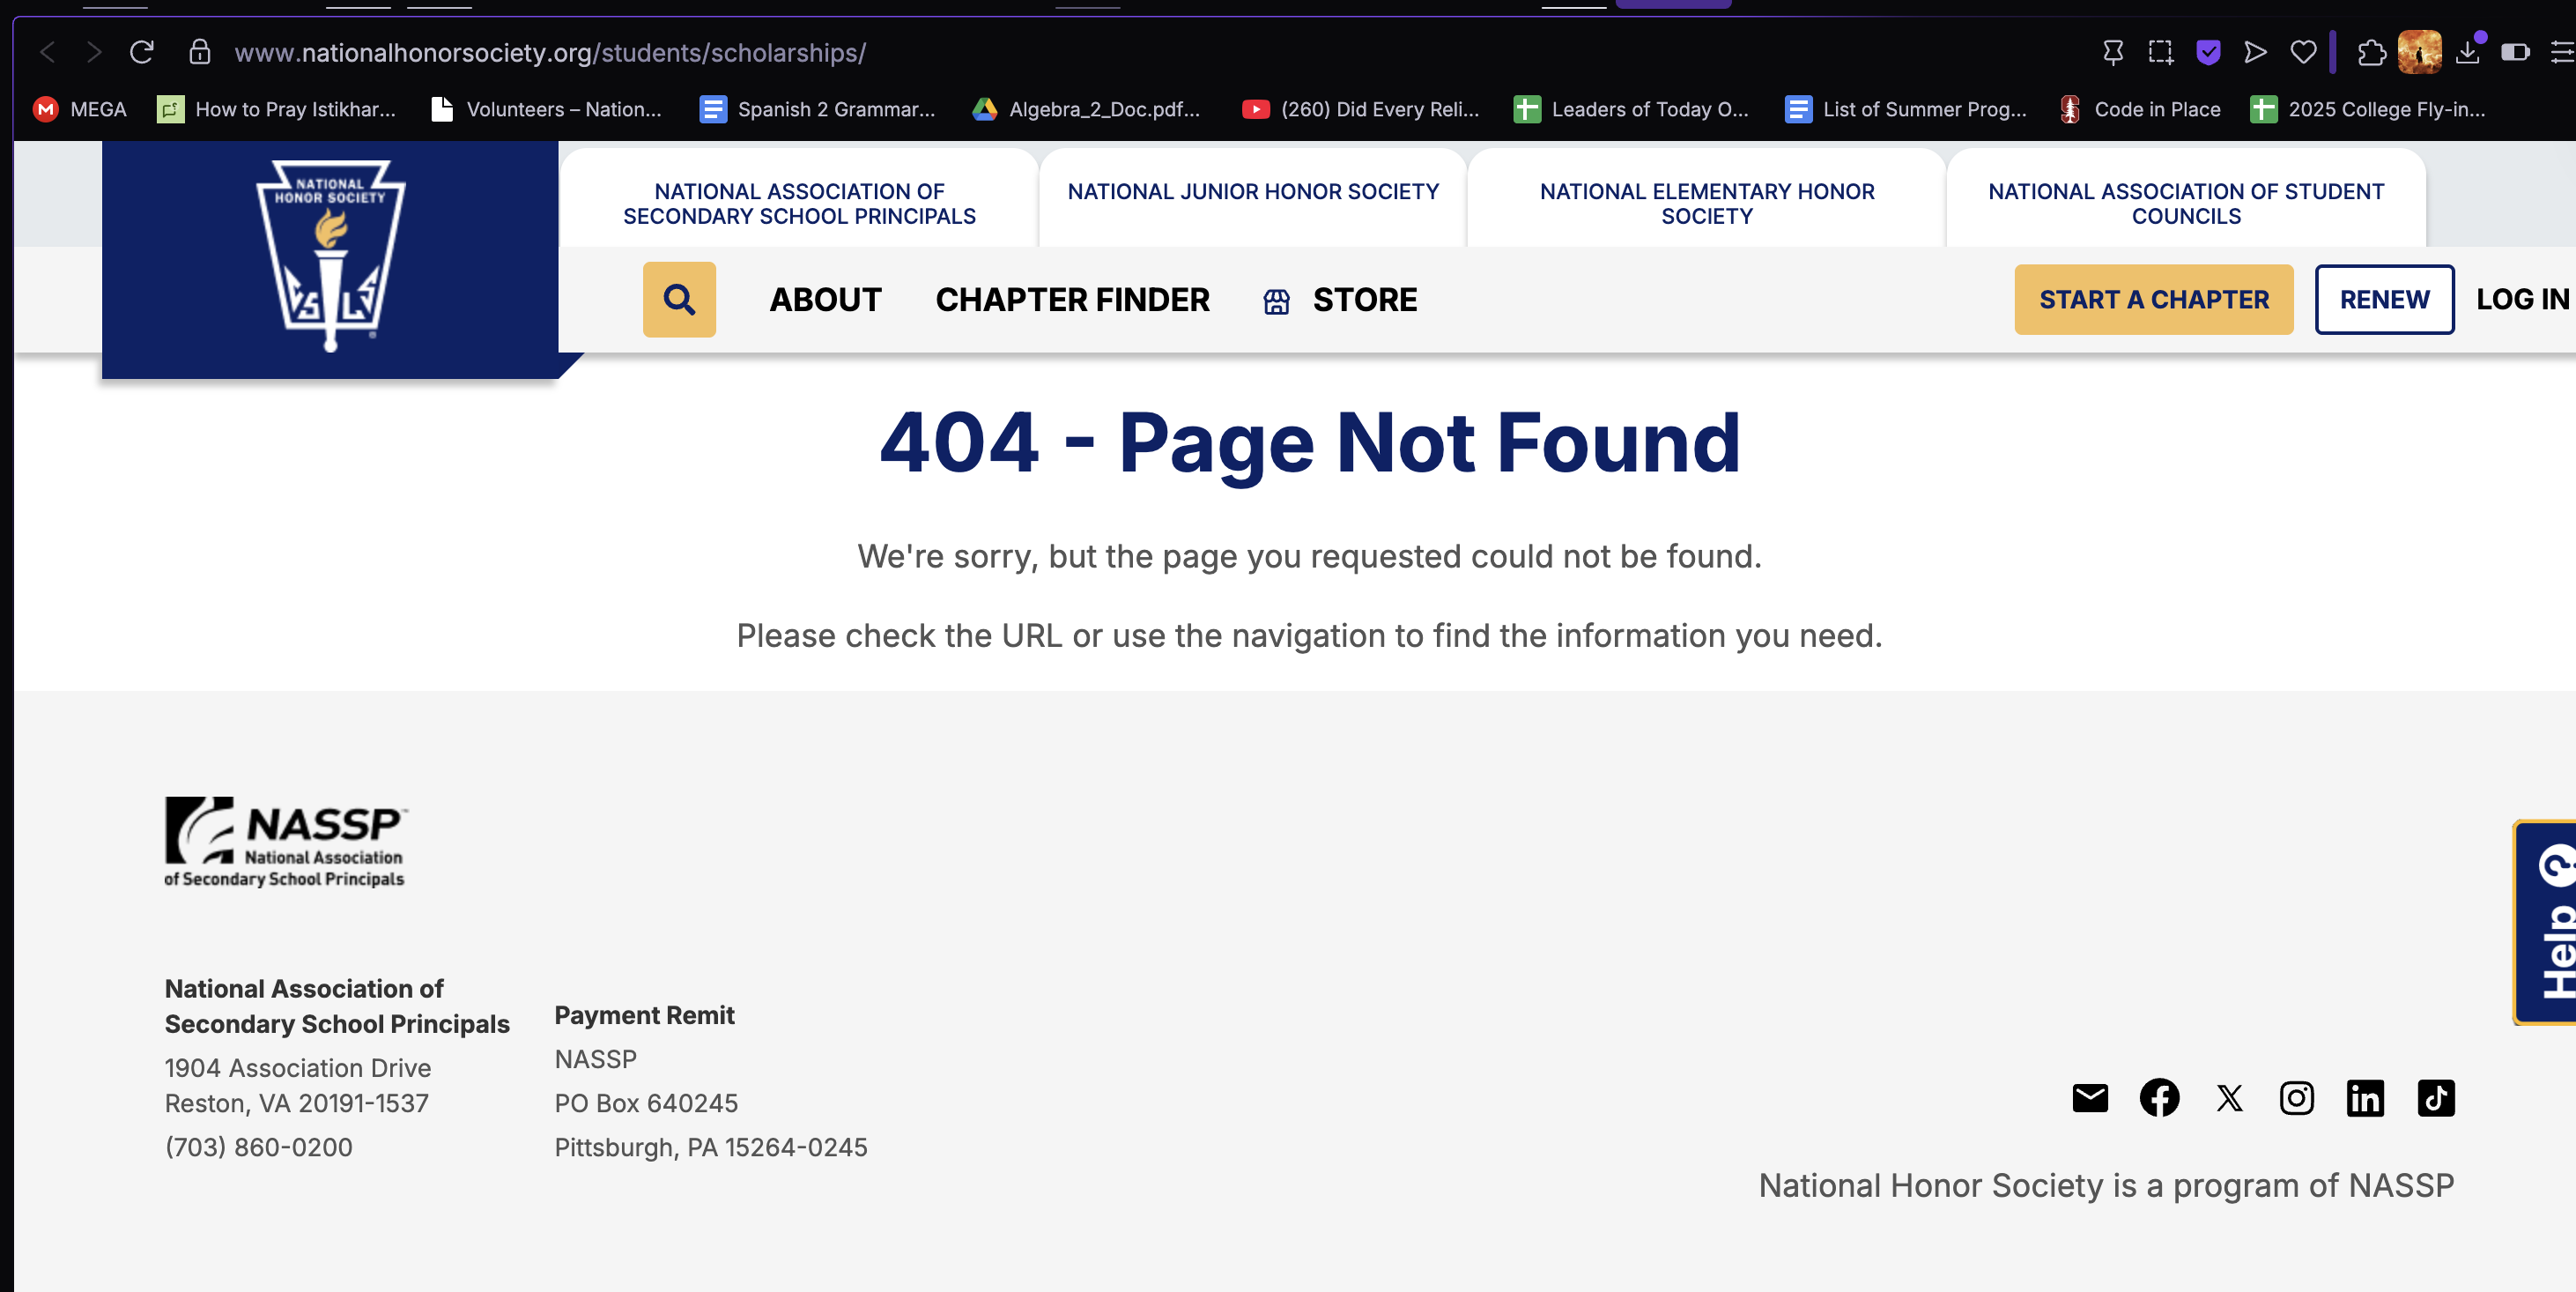 www.nationalhonorsociety.org/students/scholarships/
MEGA
How to Pray Istikhar...
Volunteers – Nation...
Spanish 2 Grammar...
Algebra_2_Doc.pdf...
(260) Did Every Reli...
Leaders of Today O...
List of Summer Prog...
Code in Place
2025 College Fly-in...
NATIONAL
HONOR SOCIETY
S L S
NATIONAL ASSOCIATION OF
SECONDARY SCHOOL PRINCIPALS
NATIONAL JUNIOR HONOR SOCIETY
NATIONAL ELEMENTARY HONOR
SOCIETY
NATIONAL ASSOCIATION OF STUDENT
COUNCILS
ABOUT
CHAPTER FINDER
STORE
START A CHAPTER
RENEW
LOG IN
404 - Page Not Found
We're sorry, but the page you requested could not be found.
Please check the URL or use the navigation to find the information you need.
NASSP
National Association
of Secondary School Principals
Help
National Association of
Secondary School Principals
1904 Association Drive
Reston, VA 20191-1537
(703) 860-0200
Payment Remit
NASSP
PO Box 640245
Pittsburgh, PA 15264-0245
National Honor Society is a program of NASSP